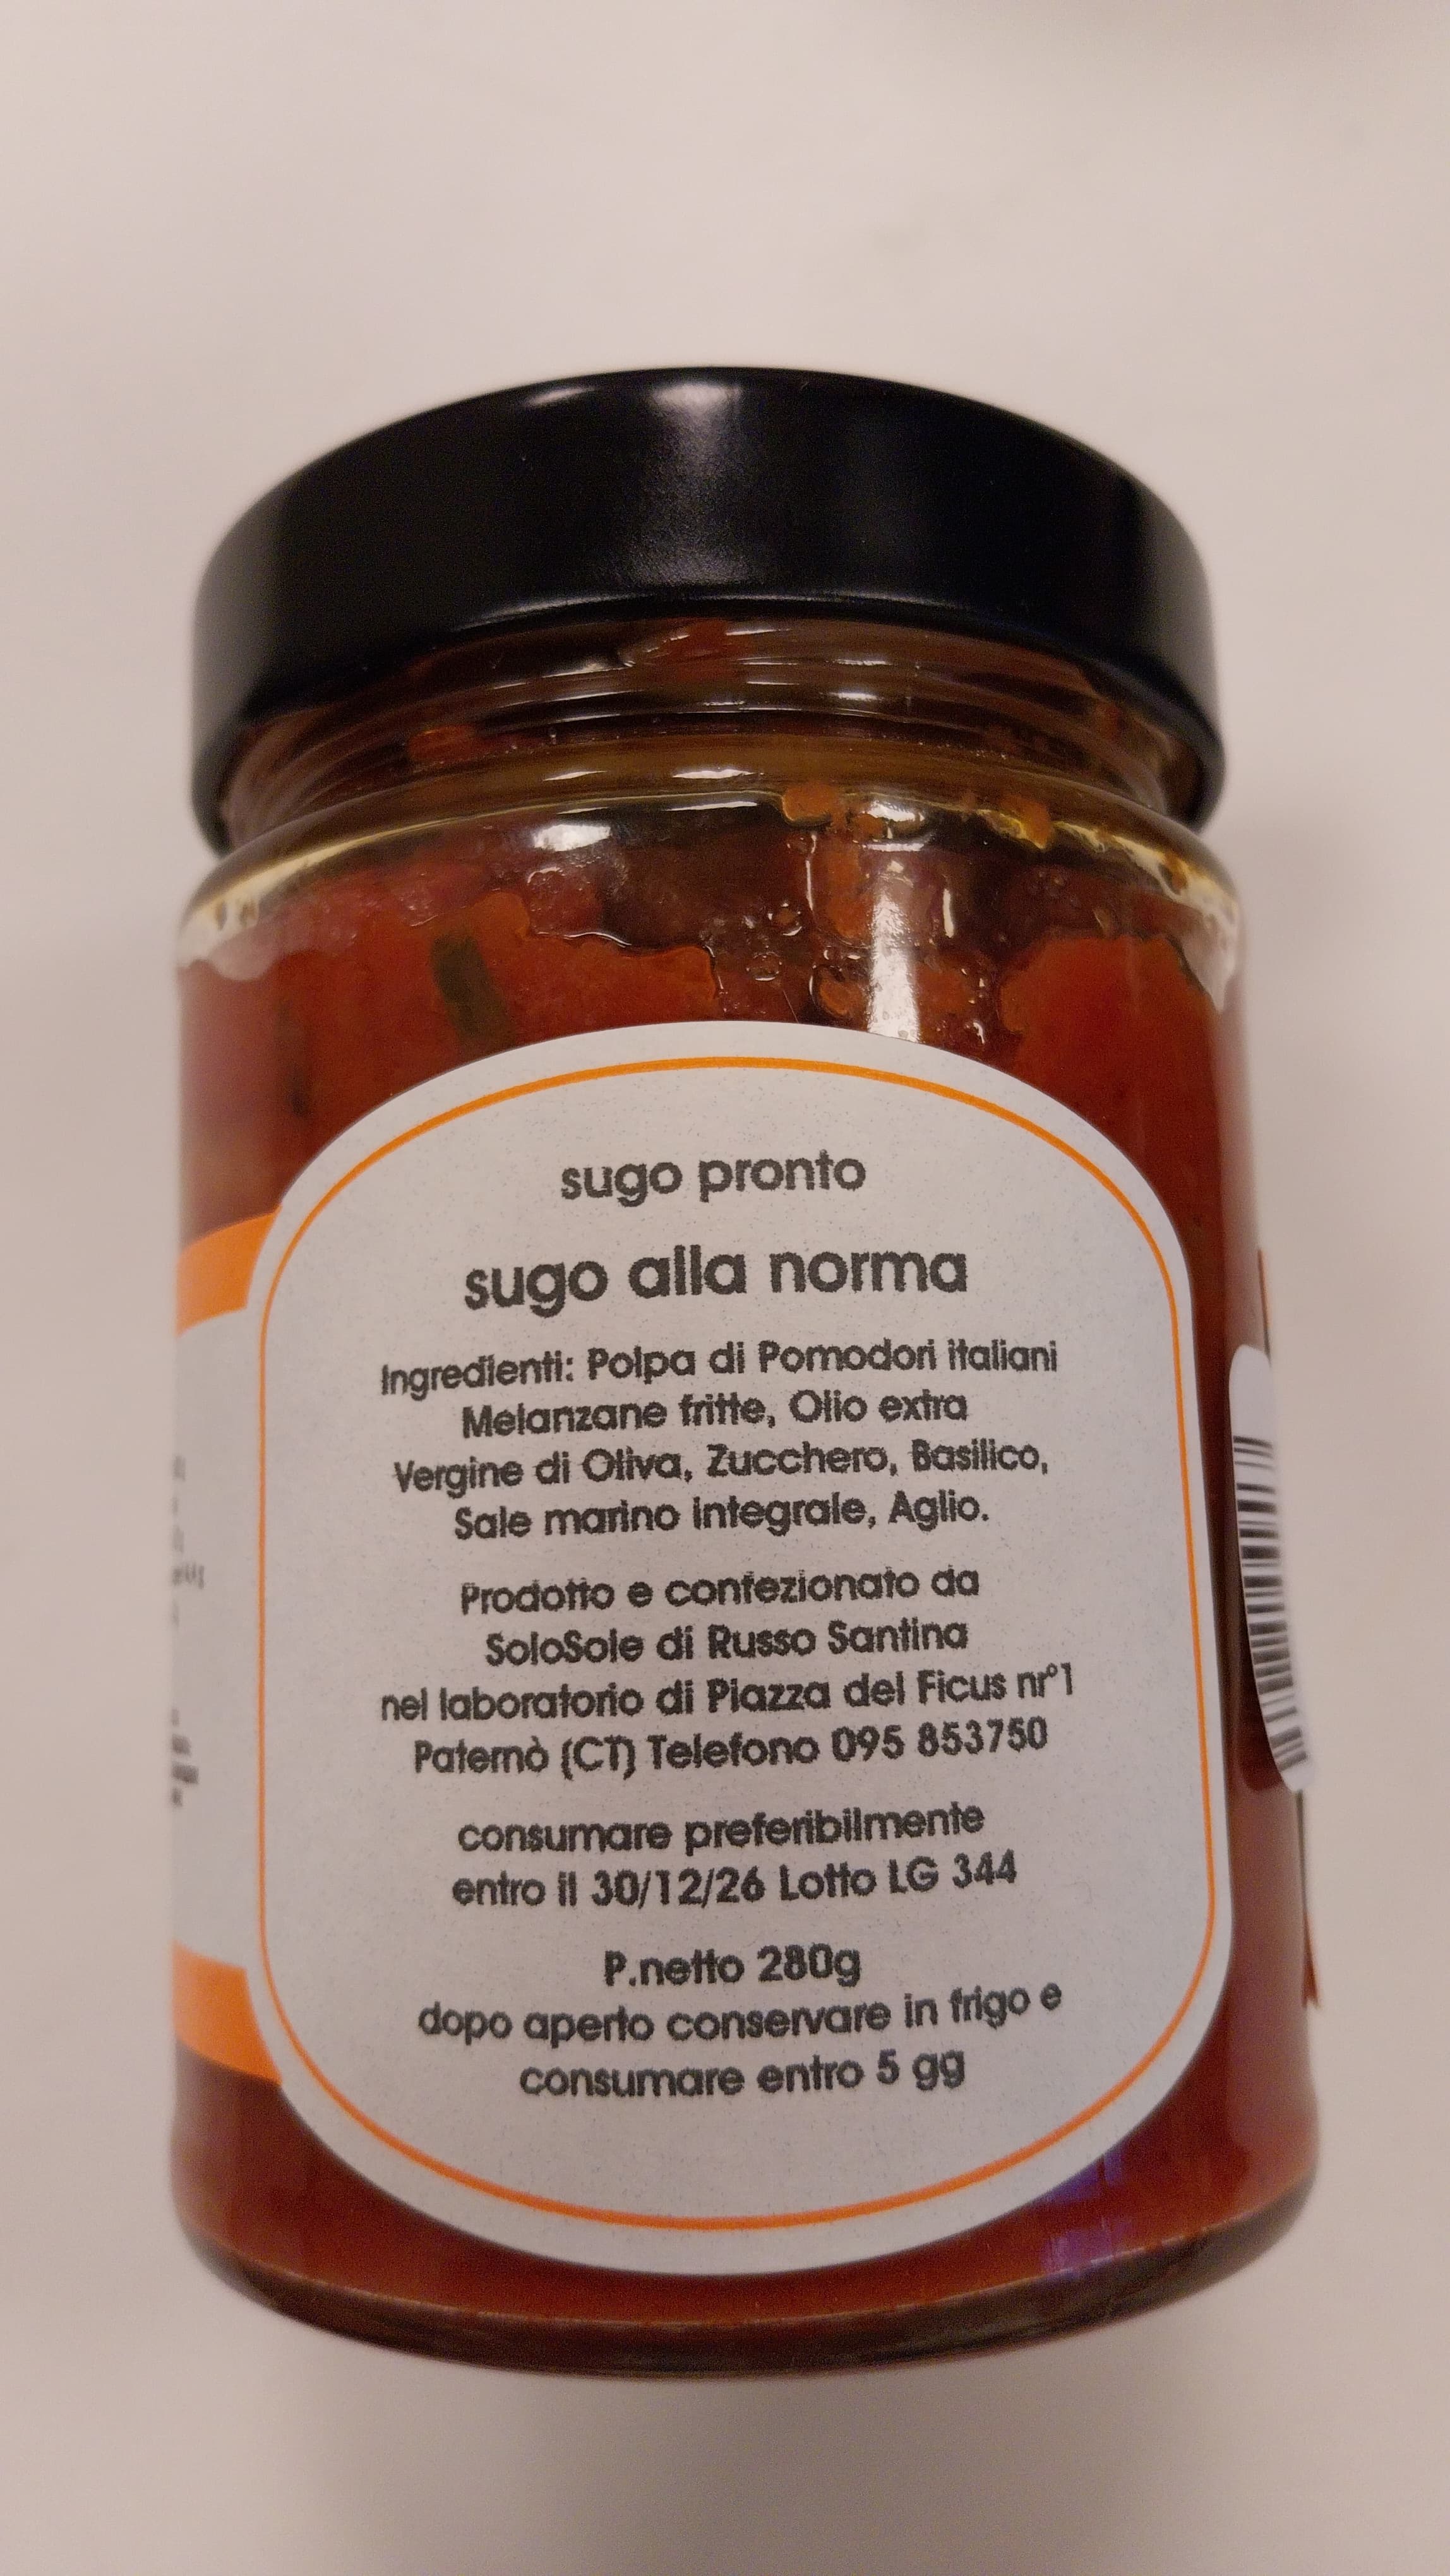 sugo pronto
sugo alla norma
Ingredienti: Polpa di Pomodori italiani
Melanzane fritte, Olio extra
Vergine di Oliva, Zucchero, Basilico,
Sale marino integrale, Aglio.
Prodotto e confezionato da
SoloSole di Russo Santina
nel laboratorio di Piazza del Ficus nr°1
Paternò (CT) Telefono 095 853750
consumare preferibilmente
entro il 30/12/26 Lotto LG 344
P.netto 280g
dopo aperto conservare in frigo e
consumare entro 5 gg